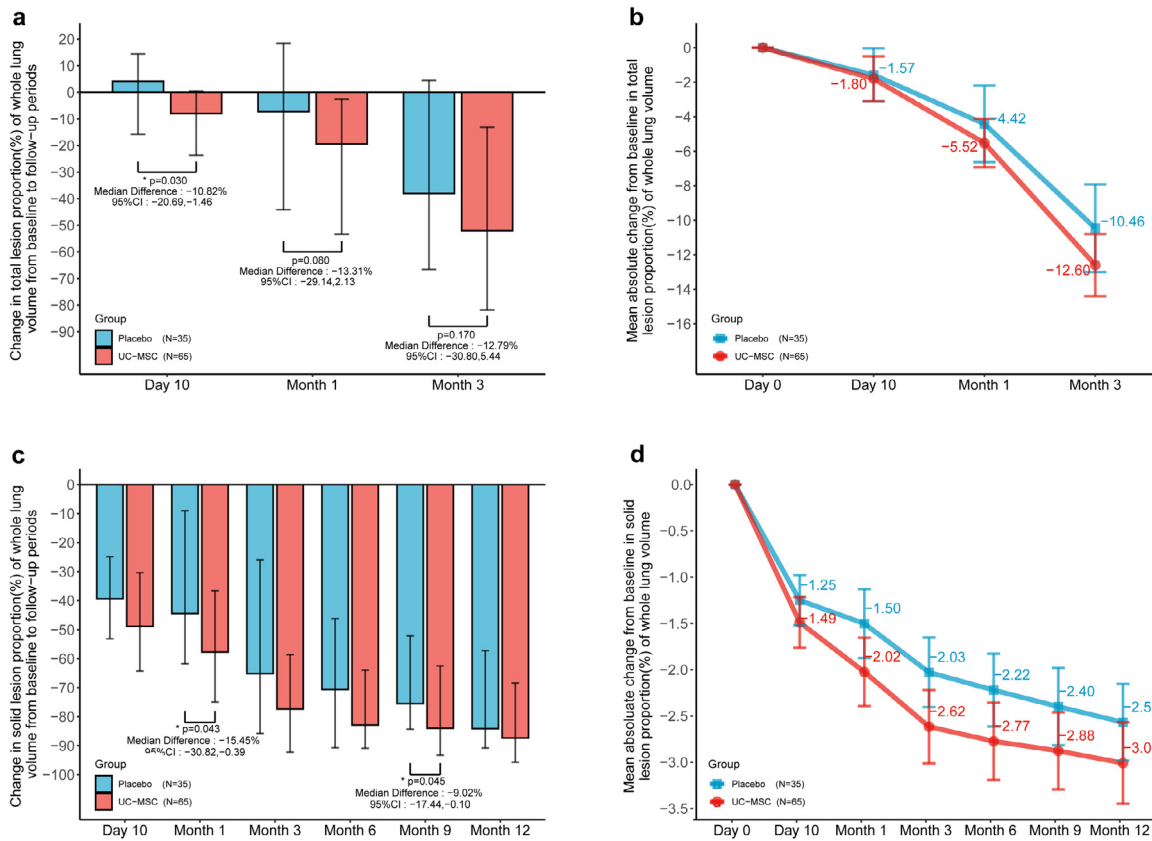 a
Change in total lesion proportion(%) of whole lung
volume from baseline to follow−up periods
20
10
0
−10
−20
−30
−40
−50
−60
−70
−80
−90
* p=0.030
Median Difference : −10.82%
95%CI : −20.69,−1.46
p=0.080
Median Difference : −13.31%
95%CI : −29.14,2.13
p=0.170
Median Difference : −12.79%
95%CI : −30.80,5.44
Group
Placebo (N=35)
UC−MSC (N=65)
Day 10
Month 1
Month 3
b
Mean absolute change from baseline in total
lesion proportion(%) of whole lung volume
0
−2
−4
−6
−8
−10
−12
−14
−16
−1.57
−1.80
−4.42
−5.52
−10.46
−12.60
Group
Placebo (N=35)
UC−MSC (N=65)
Day 0
Day 10
Month 1
Month 3
c
Change in solid lesion proportion(%) of whole lung
volume from baseline to follow−up periods
0
−10
−20
−30
−40
−50
−60
−70
−80
−90
−100
* p=0.043
Median Difference : −15.45%
95%CI : −30.82,−0.39
* p=0.045
Median Difference : −9.02%
95%CI : −17.44,−0.10
Group
Placebo (N=35)
UC−MSC (N=65)
Day 10
Month 1
Month 3
Month 6
Month 9
Month 12
d
Mean absoluate change from baseline in solid
lesion proportion(%) of whole lung volume
0.0
−0.5
−1.0
−1.5
−2.0
−2.5
−3.0
−3.5
−1.25
−1.49
−1.50
−2.02
−2.03
−2.62
−2.22
−2.77
−2.40
−2.88
−2.5
−3.0
Group
Placebo (N=35)
UC−MSC (N=65)
Day 0
Day 10
Month 1
Month 3
Month 6
Month 9
Month 12